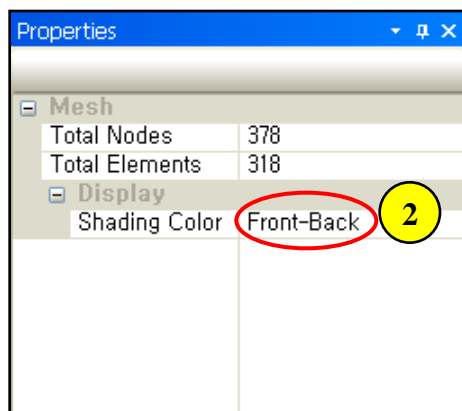 Properties
Mesh
Total Nodes 378
Total Elements 318
Display
Shading Color Front-Back 2